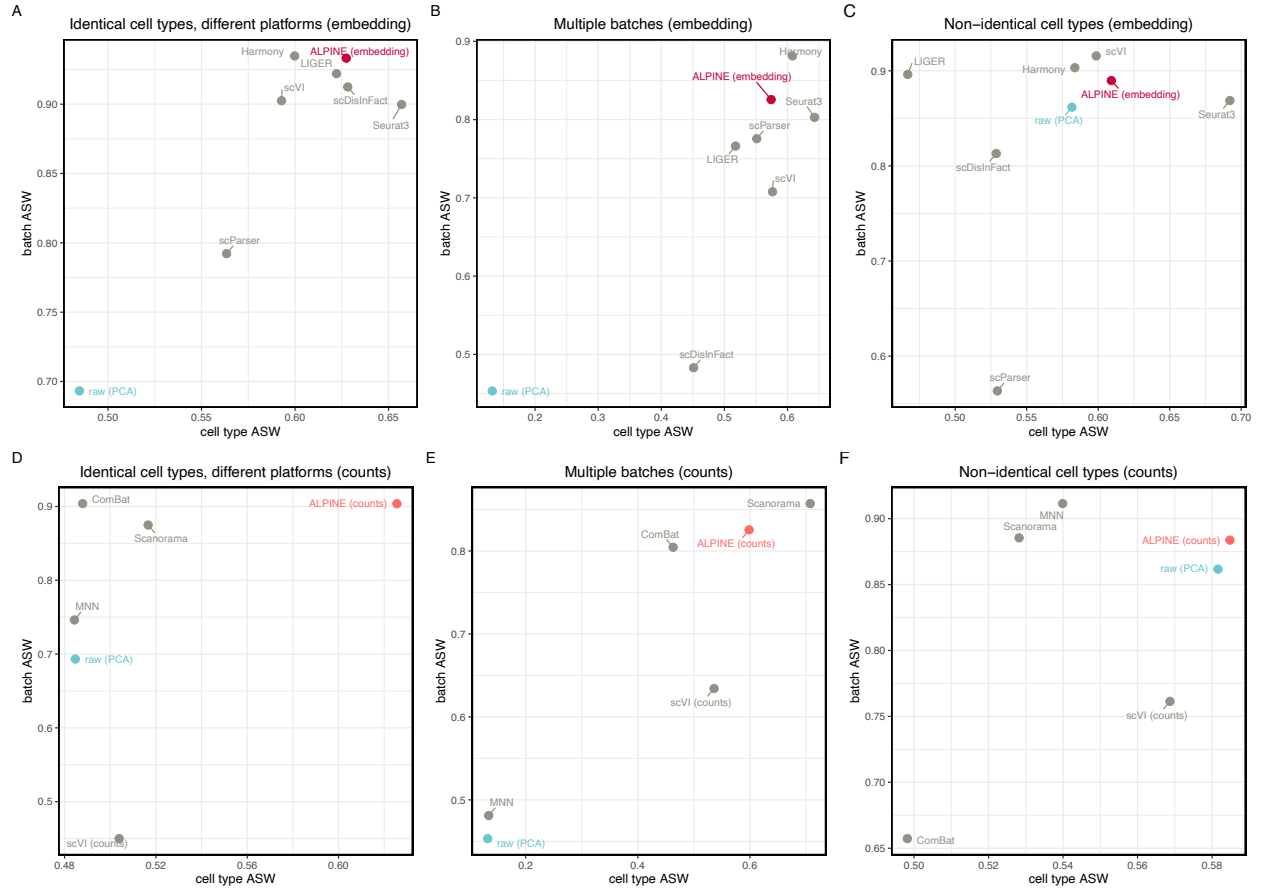 A
Identical cell types, different platforms (embedding)
batch ASW
0.90
0.85
0.80
0.75
0.70
Harmony
ALPINE (embedding)
LIGER
scVI
scDisInFact
Seurat3
scParser
raw (PCA)
0.50
0.55
0.60
0.65
cell type ASW
B
Multiple batches (embedding)
batch ASW
0.9
0.8
0.7
0.6
0.5
Harmony
ALPINE (embedding)
Seurat3
scParser
LIGER
scVI
scDisInFact
raw (PCA)
0.2
0.3
0.4
0.5
0.6
cell type ASW
C
Non−identical cell types (embedding)
batch ASW
0.9
0.8
0.7
0.6
scVI
LIGER
Harmony
ALPINE (embedding)
Seurat3
raw (PCA)
scDisInFact
scParser
0.50
0.55
0.60
0.65
0.70
cell type ASW
D
Identical cell types, different platforms (counts)
batch ASW
0.9
0.8
0.7
0.6
0.5
ComBat
ALPINE (counts)
Scanorama
MNN
raw (PCA)
scVI (counts)
0.48
0.52
0.56
0.60
cell type ASW
E
Multiple batches (counts)
batch ASW
0.8
0.7
0.6
0.5
Scanorama
ComBat
ALPINE (counts)
scVI (counts)
MNN
raw (PCA)
0.2
0.4
0.6
cell type ASW
F
Non−identical cell types (counts)
batch ASW
0.90
0.85
0.80
0.75
0.70
0.65
MNN
Scanorama
ALPINE (counts)
raw (PCA)
scVI (counts)
ComBat
0.50
0.52
0.54
0.56
0.58
cell type ASW